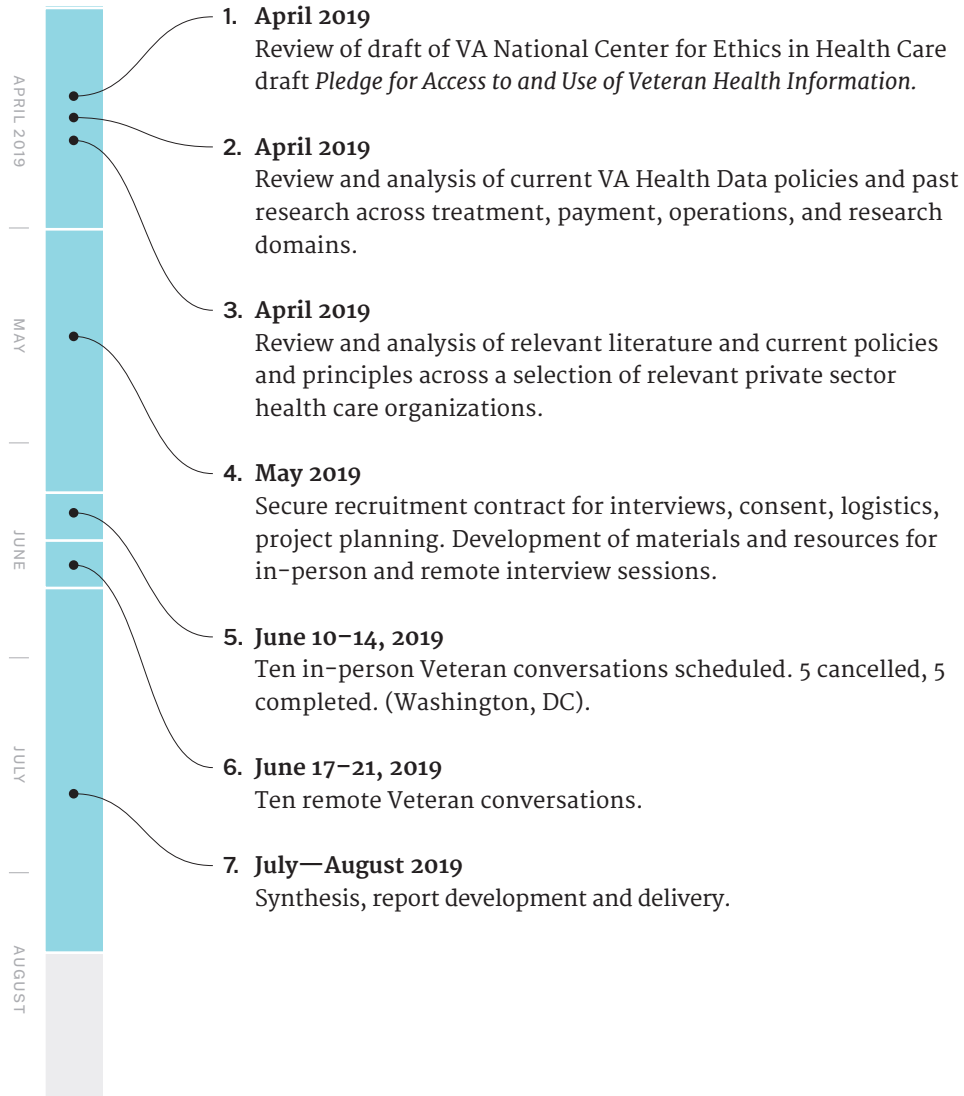 1. April 2019
Review of draft of VA National Center for Ethics in Health Care
draft Pledge for Access to and Use of Veteran Health Information.
2. April 2019
Review and analysis of current VA Health Data policies and past
research across treatment, payment, operations, and research
domains.
3. April 2019
Review and analysis of relevant literature and current policies
and principles across a selection of relevant private sector
health care organizations.
4. May 2019
Secure recruitment contract for interviews, consent, logistics,
project planning. Development of materials and resources for
in-person and remote interview sessions.
5. June 10–14, 2019
Ten in-person Veteran conversations scheduled. 5 cancelled, 5
completed. (Washington, DC).
6. June 17–21, 2019
Ten remote Veteran conversations.
7. July—August 2019
Synthesis, report development and delivery.
APRIL 2019
MAY
JUNE
JULY
AUGUST